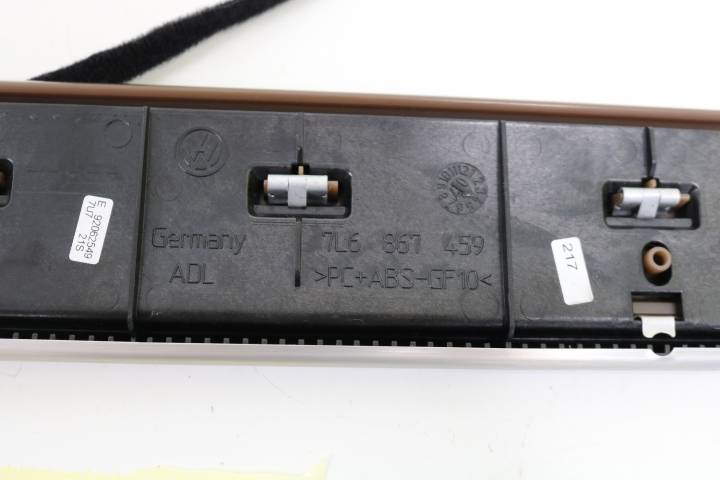 E 92062549
7U7 21S
Germany
7L6 867 459
ADL
>PC+ABS-GF10<
217